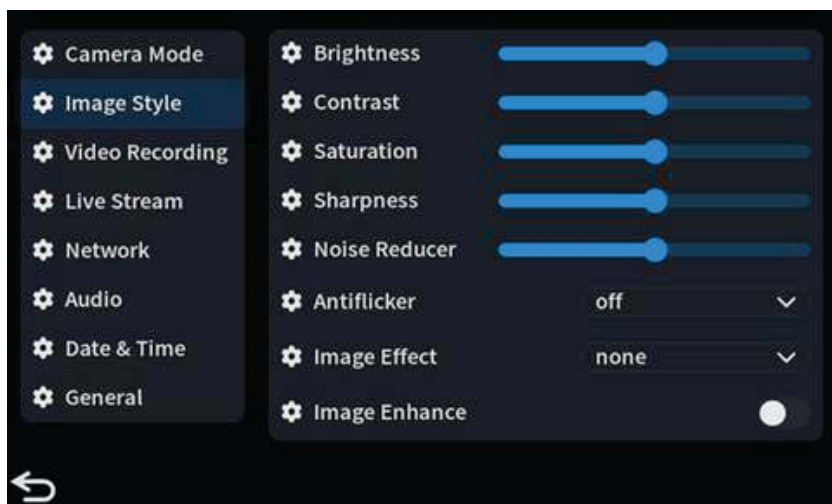 Camera Mode
Image Style
Video Recording
Live Stream
Network
Audio
Date & Time
General
Brightness
Contrast
Saturation
Sharpness
Noise Reducer
Antiflicker off
Image Effect none
Image Enhance